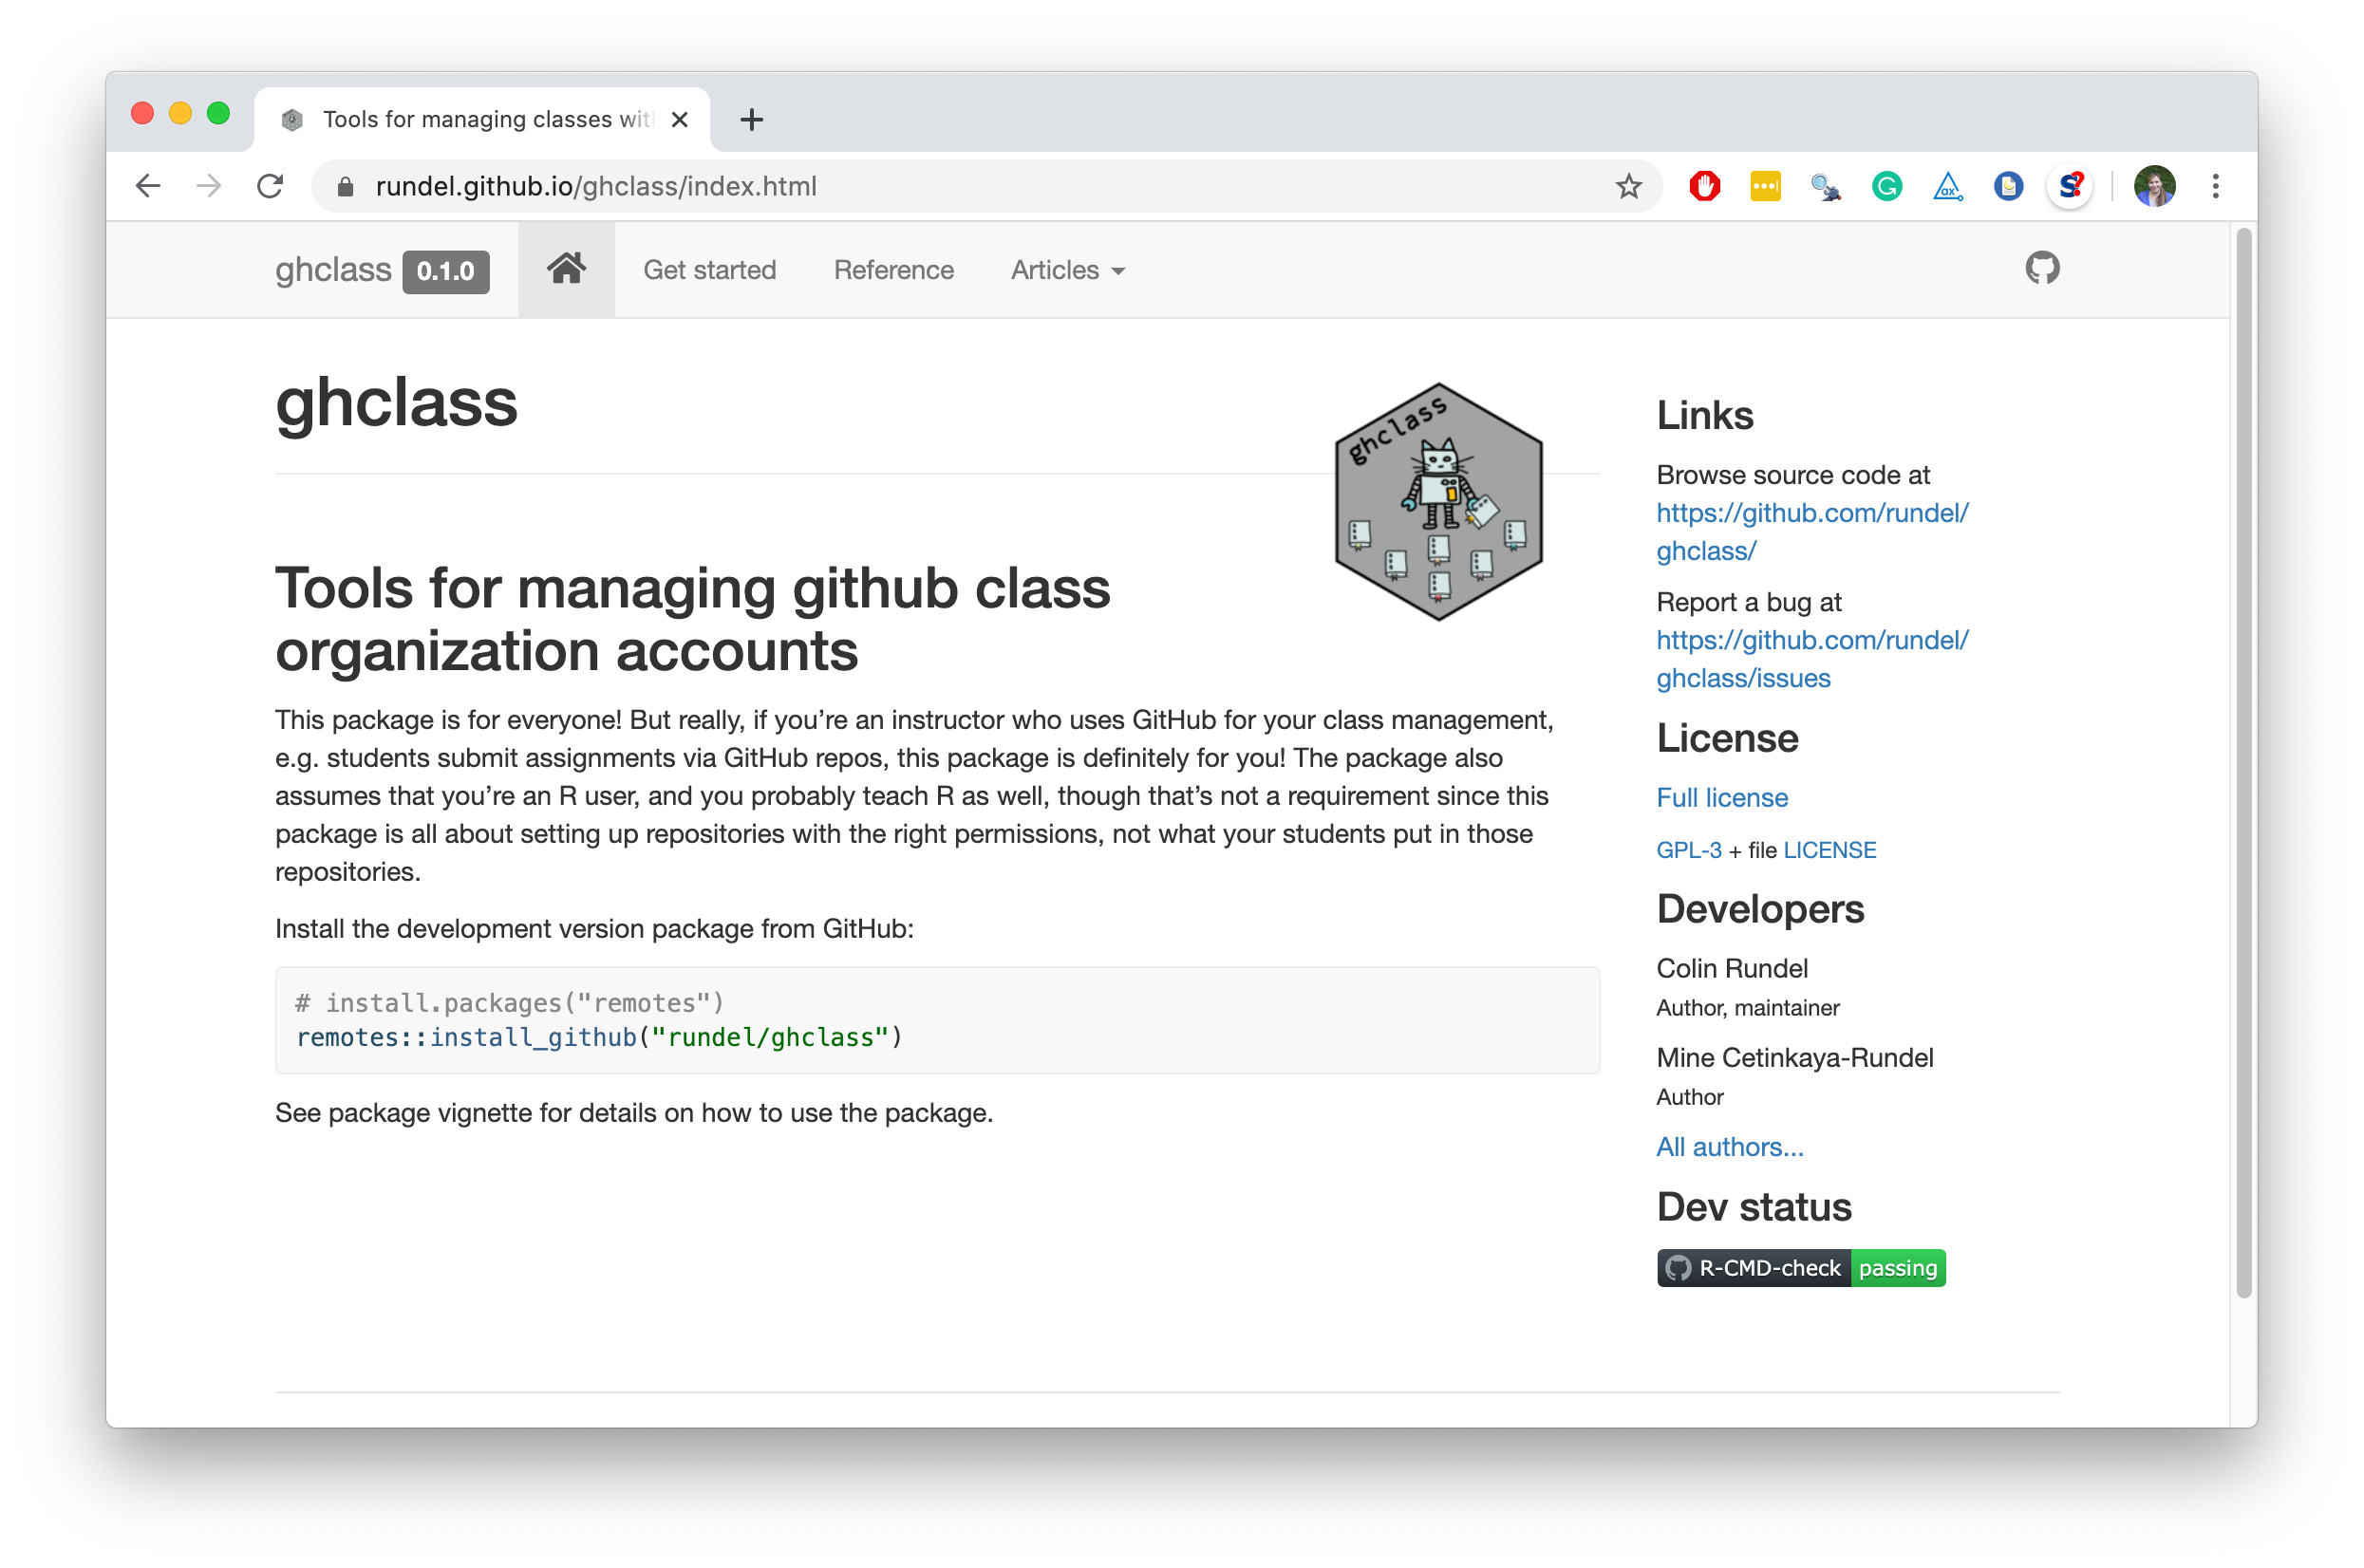 Tools for managing classes wit
rundel.github.io/ghclass/index.html
ghclass 0.1.0 Get started Reference Articles
ghclass
ghclass
Tools for managing github class
organization accounts
This package is for everyone! But really, if you’re an instructor who uses GitHub for your class management,
e.g. students submit assignments via GitHub repos, this package is definitely for you! The package also
assumes that you’re an R user, and you probably teach R as well, though that’s not a requirement since this
package is all about setting up repositories with the right permissions, not what your students put in those
repositories.
Install the development version package from GitHub:
# install.packages("remotes")
remotes::install_github("rundel/ghclass")
See package vignette for details on how to use the package.
Links
Browse source code at
https://github.com/rundel/
ghclass/
Report a bug at
https://github.com/rundel/
ghclass/issues
License
Full license
GPL-3 + file LICENSE
Developers
Colin Rundel
Author, maintainer
Mine Cetinkaya-Rundel
Author
All authors...
Dev status
R-CMD-check passing